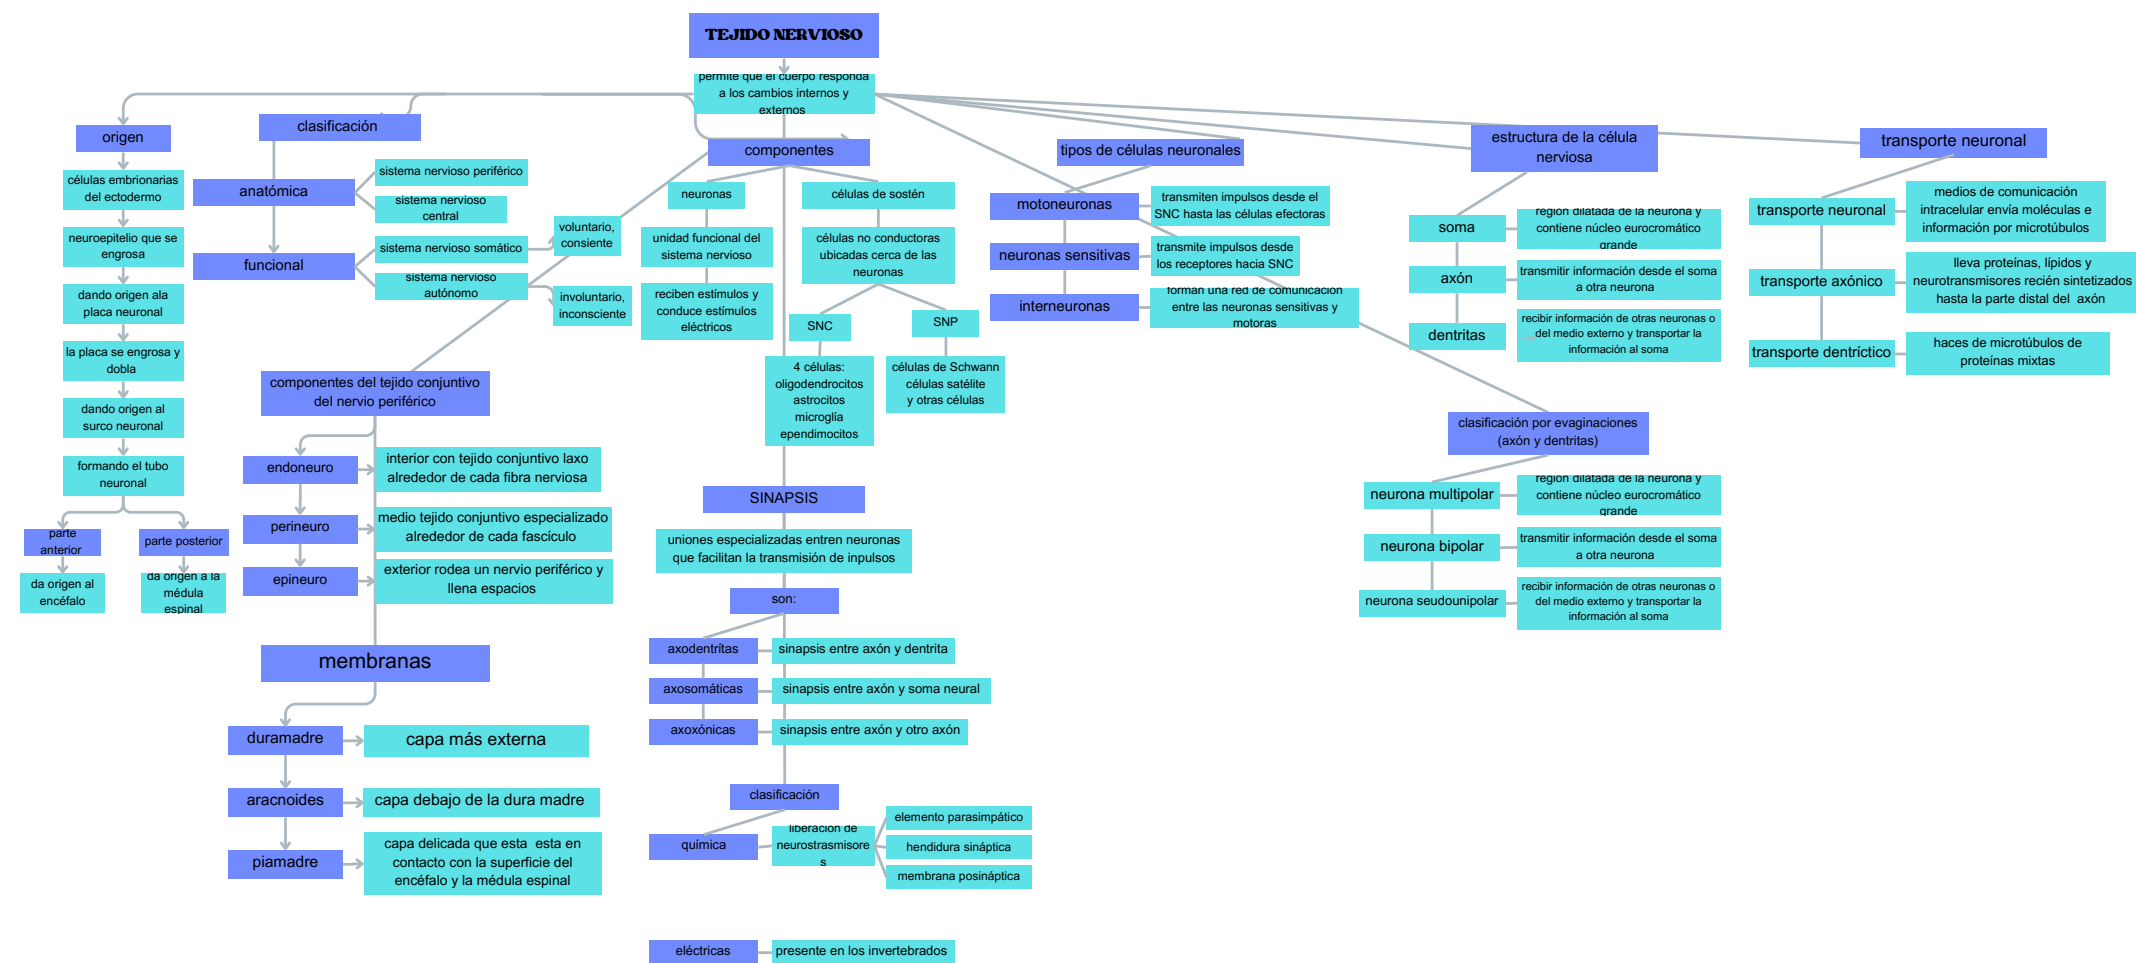 TEJIDO NERVIOSO
permite que el cuerpo responda
a los cambios internos y
externos
origen
células embrionarias
del ectodermo
neuroepitelio que se
engrosa
dando origen ala
placa neuronal
la placa se engrosa y
dobla
dando origen al
surco neuronal
formando el tubo
neuronal
parte
anterior
parte posterior
da origen al
encéfalo
da origen a la
médula
espinal
clasificación
anatómica
sistema nervioso periférico
sistema nervioso
central
funcional
sistema nervioso somático
sistema nervioso
autónomo
voluntario,
consiente
involuntario,
inconsciente
componentes del tejido conjuntivo
del nervio periférico
endoneuro
interior con tejido conjuntivo laxo
alrededor de cada fibra nerviosa
perineuro
medio tejido conjuntivo especializado
alrededor de cada fascículo
epineuro
exterior rodea un nervio periférico y
llena espacios
membranas
duramadre
capa más externa
aracnoides
capa debajo de la dura madre
piamadre
capa delicada que esta esta en
contacto con la superficie del
encéfalo y la médula espinal
componentes
neuronas
unidad funcional del
sistema nervioso
reciben estímulos y
conduce estímulos
eléctricos
células de sostén
células no conductoras
ubicadas cerca de las
neuronas
SNC
SNP
4 células:
oligodendrocitos
astrocitos
microglía
ependimocitos
células de Schwann
células satélite
y otras células
SINAPSIS
uniones especializadas entren neuronas
que facilitan la transmisión de inpulsos
son:
axodentrítas
sinapsis entre axón y dentrita
axosomáticas
sinapsis entre axón y soma neural
axoxónicas
sinapsis entre axón y otro axón
clasificación
química
liberación de
neurostrasmisore
s
elemento parasimpático
hendidura sináptica
membrana posináptica
eléctricas
presente en los invertebrados
tipos de células neuronales
motoneuronas
transmiten impulsos desde el
SNC hasta las células efectoras
neuronas sensitivas
transmite impulsos desde
los receptores hacia SNC
interneuronas
forman una red de comunicación
entre las neuronas sensitivas y
motoras
estructura de la célula
nerviosa
soma
región dilatada de la neurona y
contiene núcleo eurocromático
grande
axón
transmitir información desde el soma
a otra neurona
dentritas
recibir información de otras neuronas o
del medio externo y transportar la
información al soma
clasificación por evaginaciones
(axón y dentritas)
neurona multipolar
región dilatada de la neurona y
contiene núcleo eurocromático
grande
neurona bipolar
transmitir información desde el soma
a otra neurona
neurona seudounipolar
recibir información de otras neuronas o
del medio externo y transportar la
información al soma
transporte neuronal
transporte neuronal
medios de comunicación
intracelular envía moléculas e
información por microtúbulos
transporte axónico
lleva proteínas, lípidos y
neurotransmisores recién sintetizados
hasta la parte distal del axón
transporte dentríctico
haces de microtúbulos de
proteínas mixtas